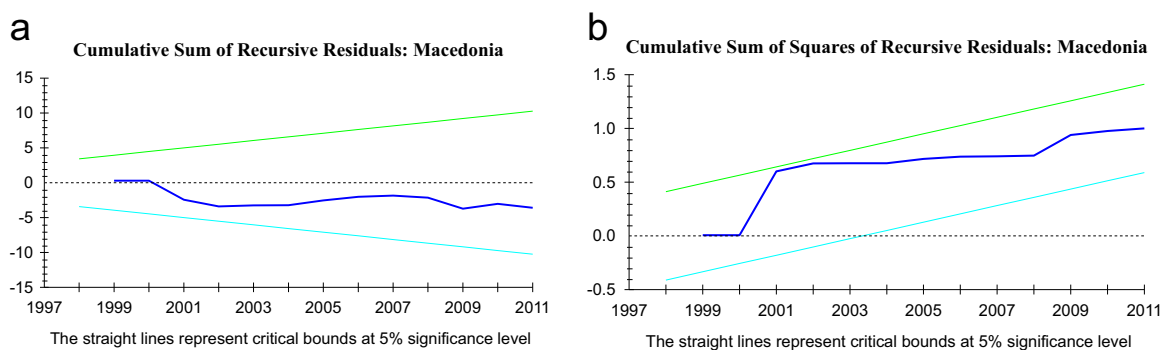 a
Cumulative Sum of Recursive Residuals: Macedonia
15
10
5
0
-5
-10
-15
1997 1999 2001 2003 2005 2007 2009 2011
The straight lines represent critical bounds at 5% significance level
b
Cumulative Sum of Squares of Recursive Residuals: Macedonia
1.5
1.0
0.5
0.0
-0.5
1997 1999 2001 2003 2005 2007 2009 2011
The straight lines represent critical bounds at 5% significance level